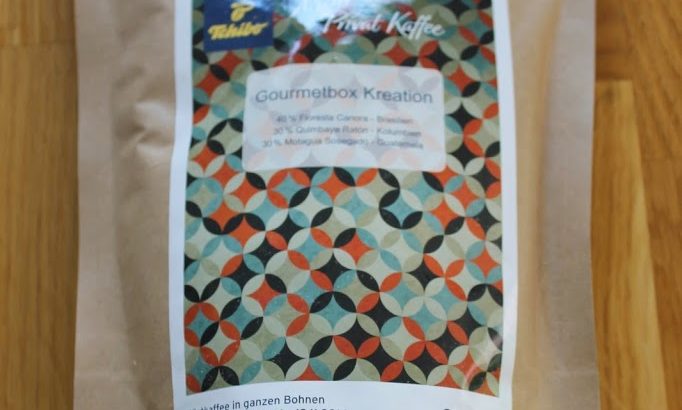 Tchibo
Privat Kaffee
Gourmetbox Kreation
40 % Floresta Canora - Brasilien
30 % Quimbaya Ratón - Kolumbien
30 % Motagua Sosegado - Guatemala
kaffee in ganzen Bohnen